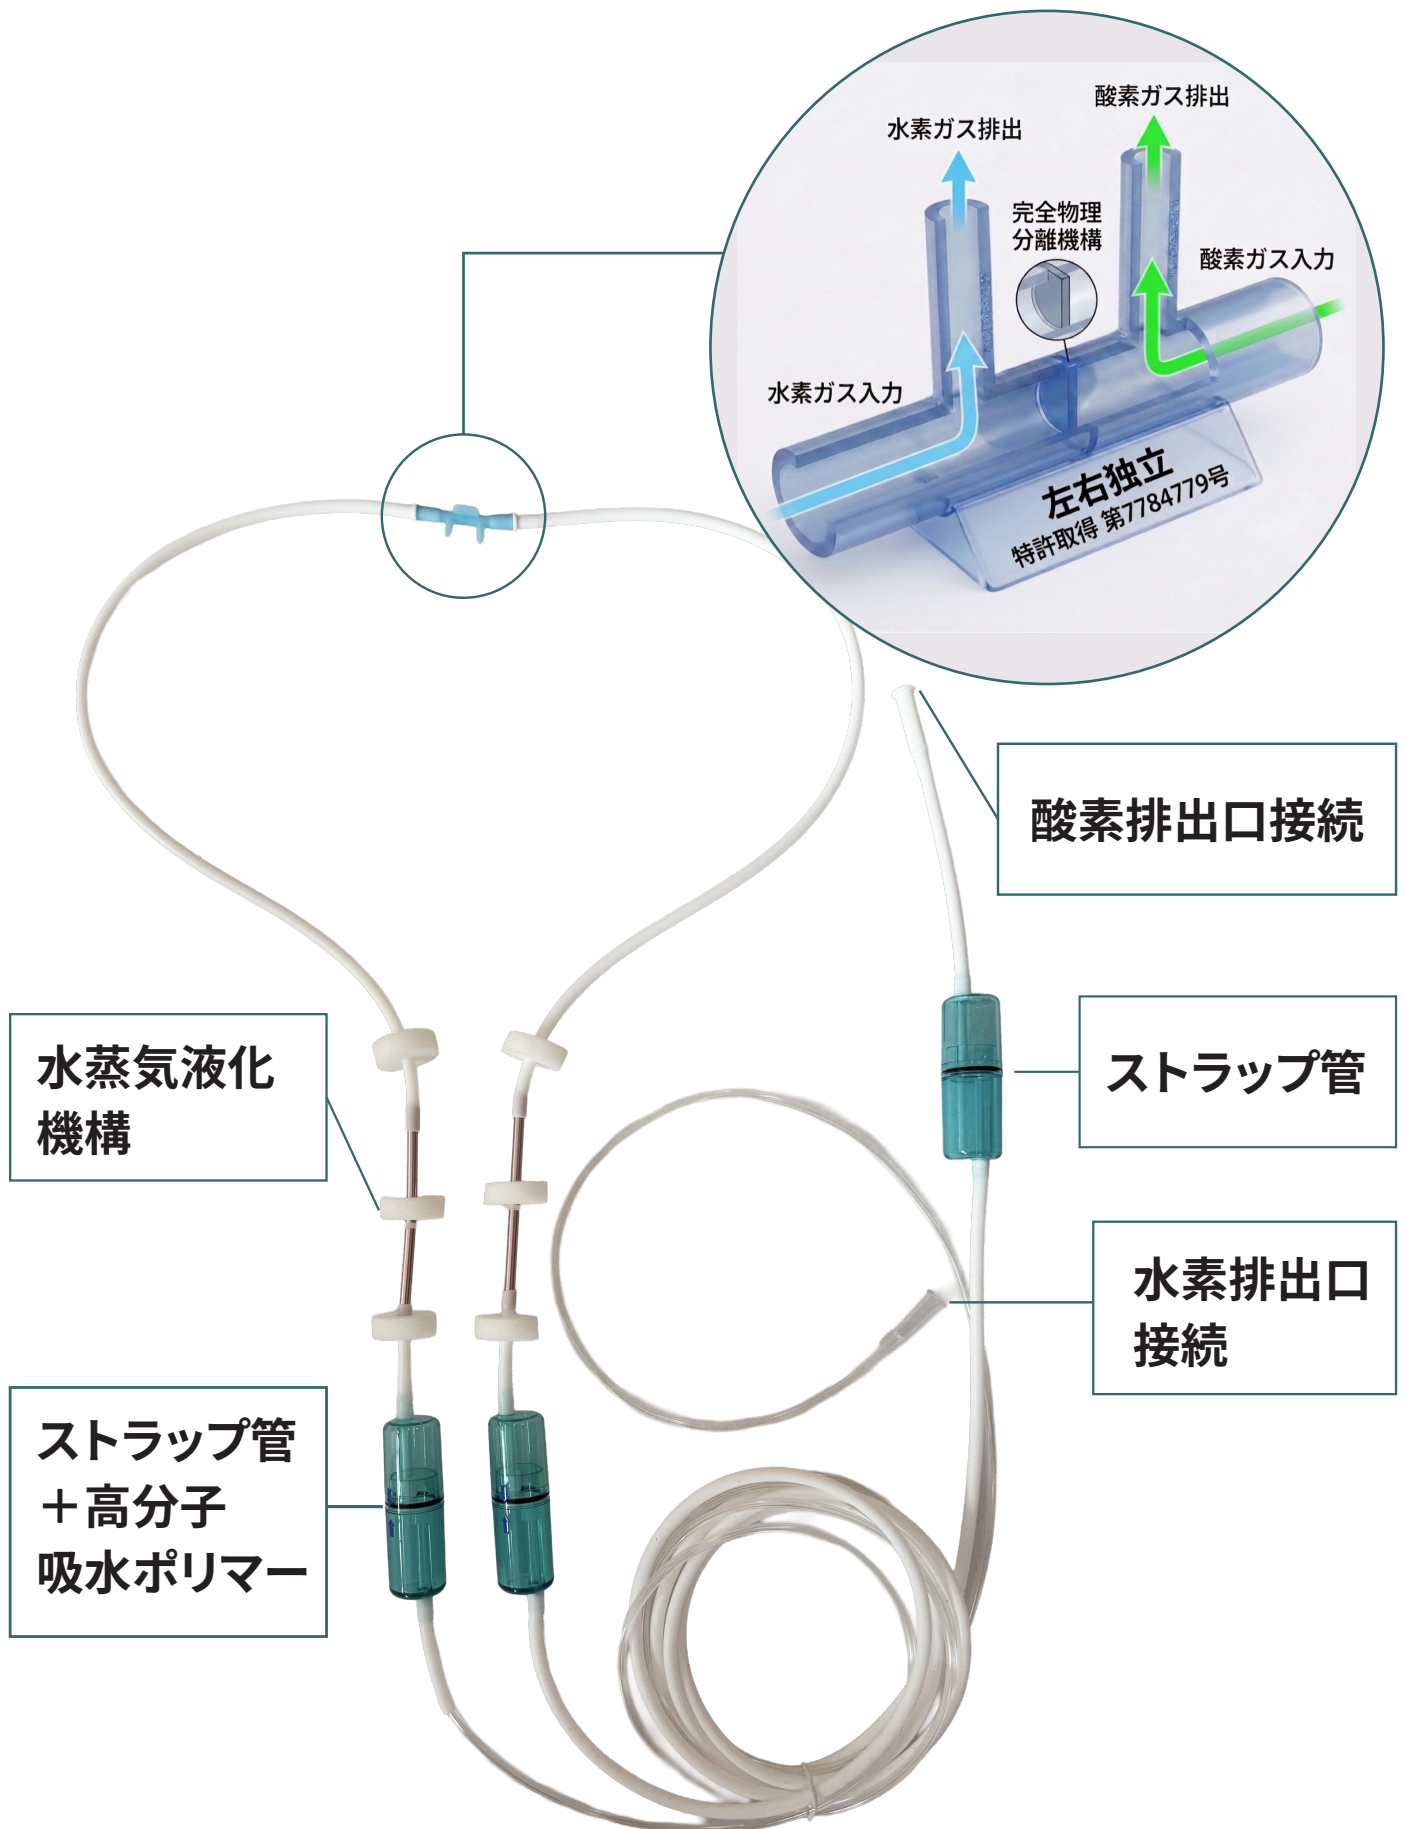 酸素ガス排出
水素ガス排出
完全物理
分離機構
酸素ガス入力
水素ガス入力
左右独立
特許取得 第7784779号
酸素排出口接続
ストラップ管
水蒸気液化
機構
水素排出口
接続
ストラップ管
＋高分子
吸水ポリマー